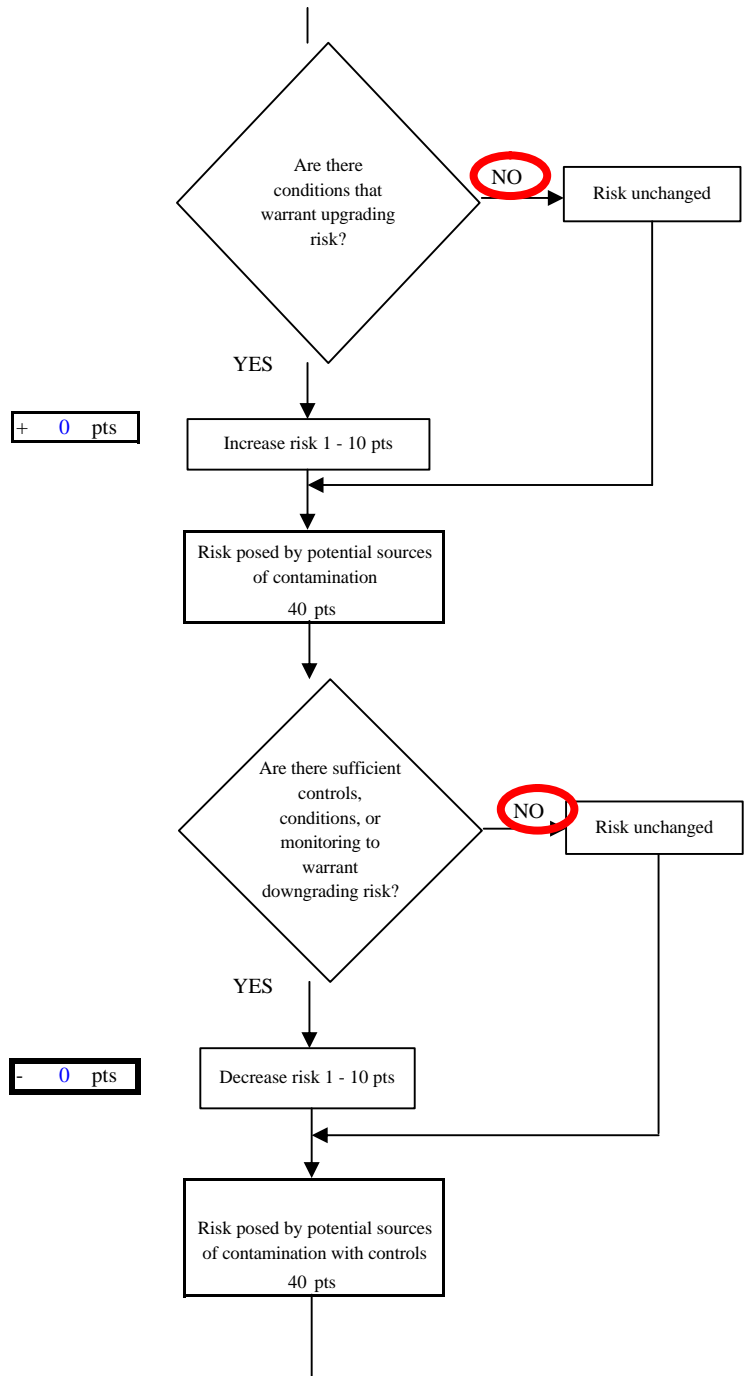 Are there
conditions that
warrant upgrading
risk?
NO
Risk unchanged
YES
+ 0 pts
Increase risk 1 - 10 pts
Risk posed by potential sources
of contamination
40 pts
Are there sufficient
controls,
conditions, or
monitoring to
warrant
downgrading risk?
NO
Risk unchanged
YES
- 0 pts
Decrease risk 1 - 10 pts
Risk posed by potential sources
of contamination with controls
40 pts